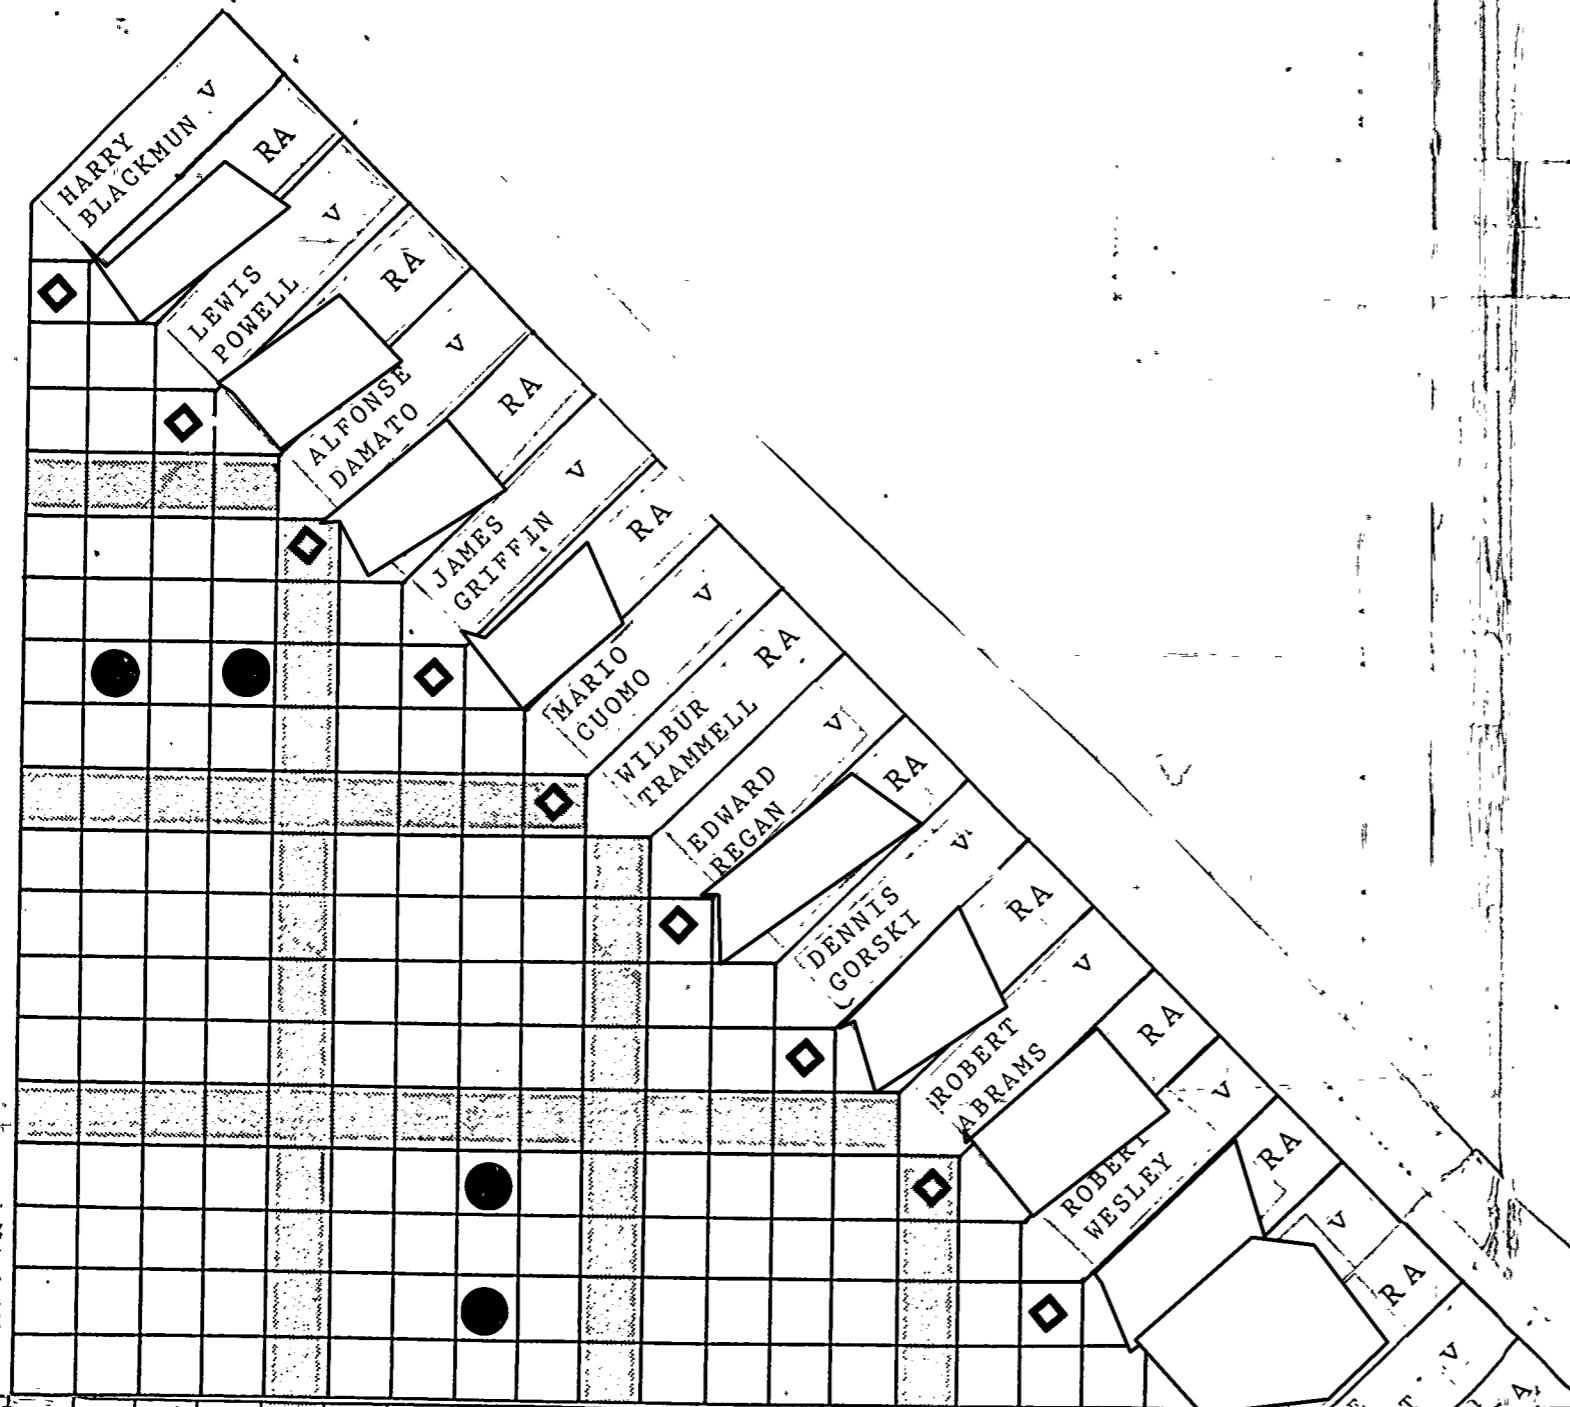 HARRY
BLACKMUN V
RA
LEWIS
POWELL V
RA
ALFONSE
DAMATO V
RA
JAMES
GRIFFIN V
RA
MARIO
CUOMO V
WILBUR
TRAMMELL RA
EDWARD
REGAN V
RA
DENNIS
GORSKI V
RA
ROBERT
ABRAMS V
RA
ROBERT
WESLEY V
RA
V
RA
V